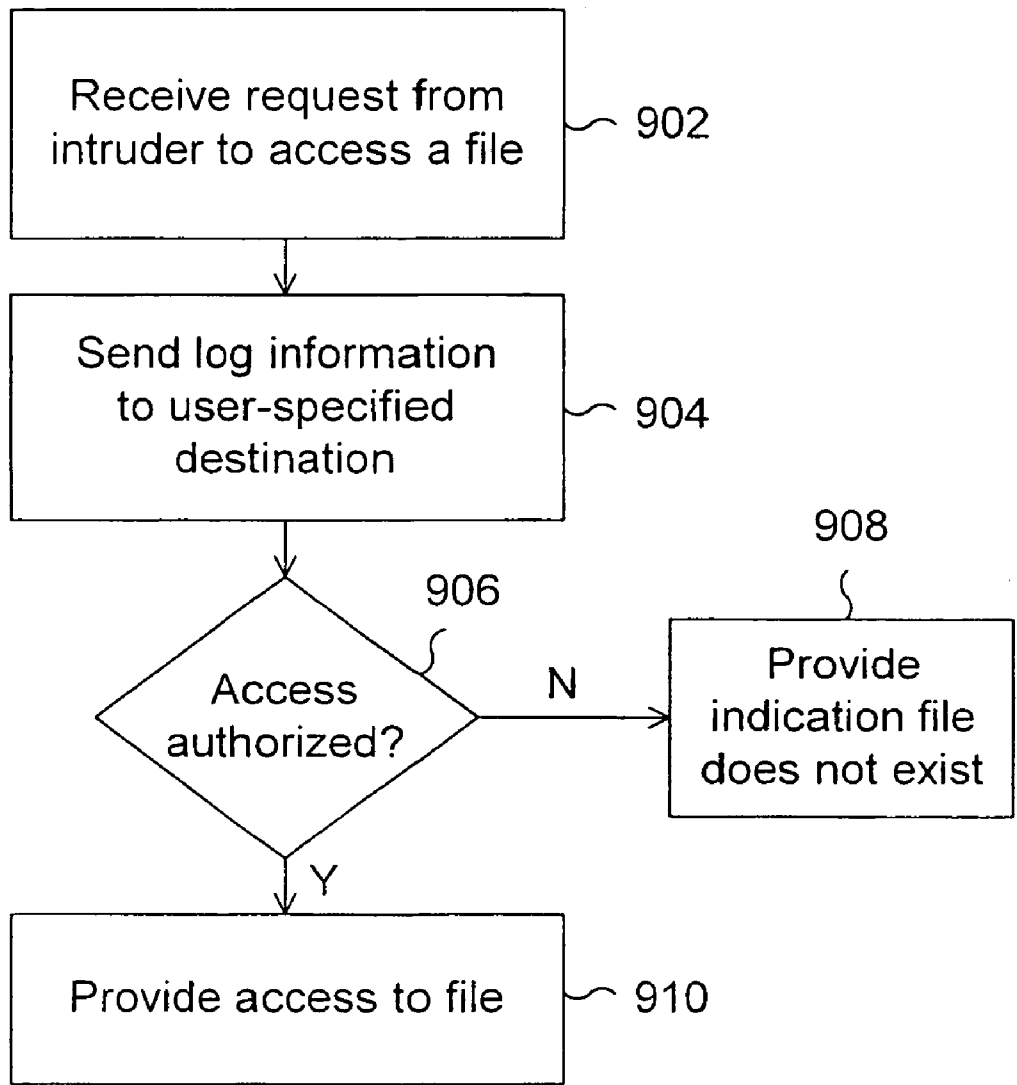 Receive request from
intruder to access a file
902
Send log information
to user-specified
destination
904
906
Access
authorized?
N
908
Provide
indication file
does not exist
Y
Provide access to file
910